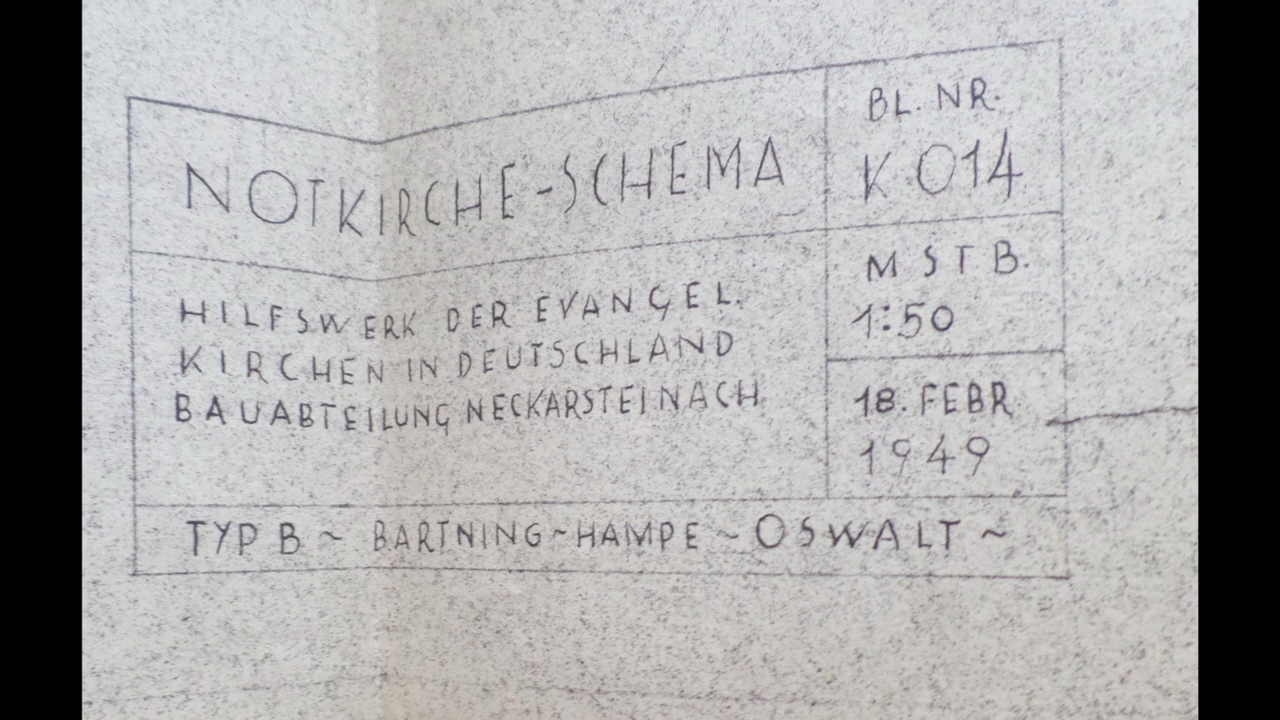 NOTKIRCHE-SCHEMA
BL. NR.
K 014
HILFSWERK DER EVANGEL.
KIRCHEN IN DEUTSCHLAND
BAUABTEILUNG NECKARSTEINACH
MSTB.
1:50
18. FEBR.
1949
TYP B ~ BARTNING ~ HAMPE ~ OSWALT ~